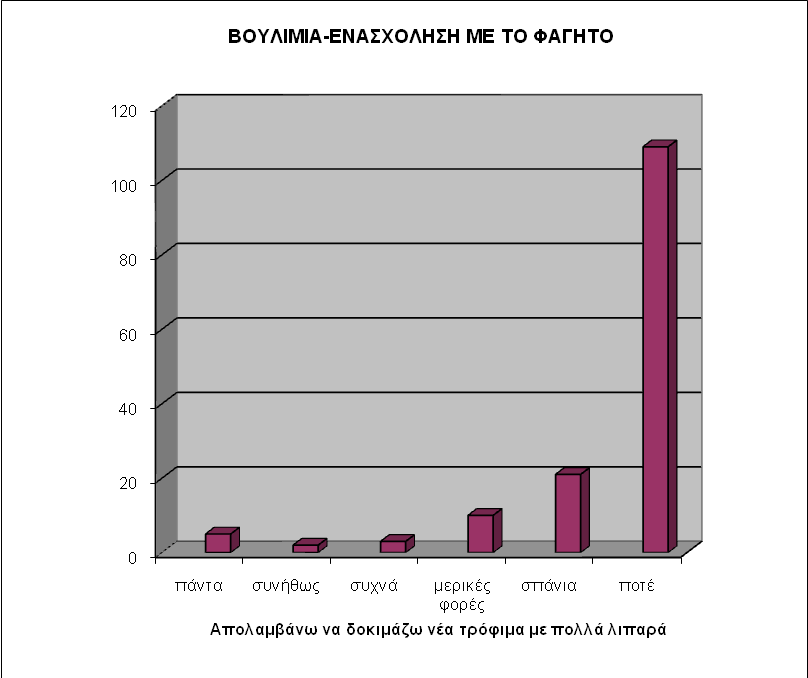 ΒΟΥΛΙΜΙΑ-ΕΝΑΣΧΟΛΗΣΗ ΜΕ ΤΟ ΦΑΓΗΤΟ
120
100
80
60
40
20
0
πάντα συνήθως συχνά μερικές φορές σπάνια ποτέ
Απολαμβάνω να δοκιμάζω νέα τρόφιμα με πολλά λιπαρά